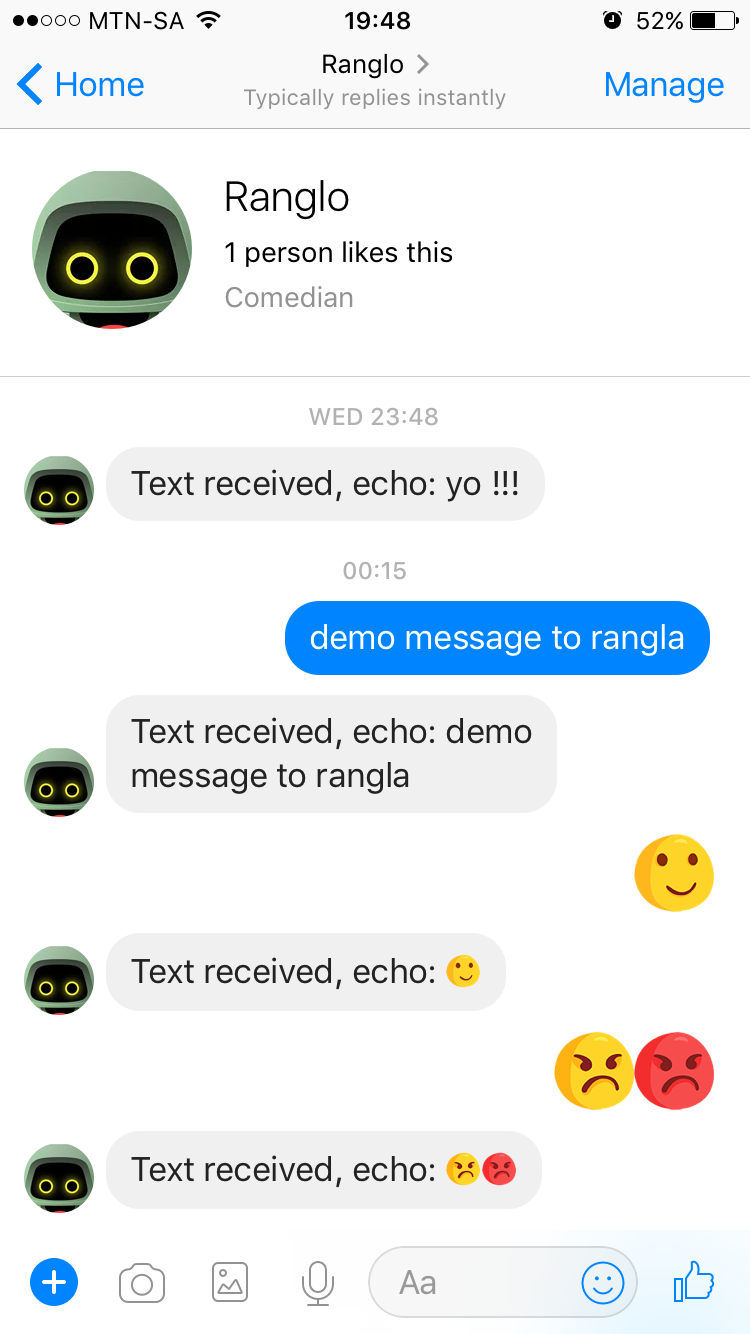 ●●○○○ MTN-SA 19:48 52%
Home Ranglo Manage
Typically replies instantly
Ranglo
1 person likes this
Comedian
WED 23:48
Text received, echo: yo !!!
00:15
demo message to rangla
Text received, echo: demo
message to rangla
🙂
Text received, echo: 🙂
😠😡
Text received, echo: 😠😡
Aa